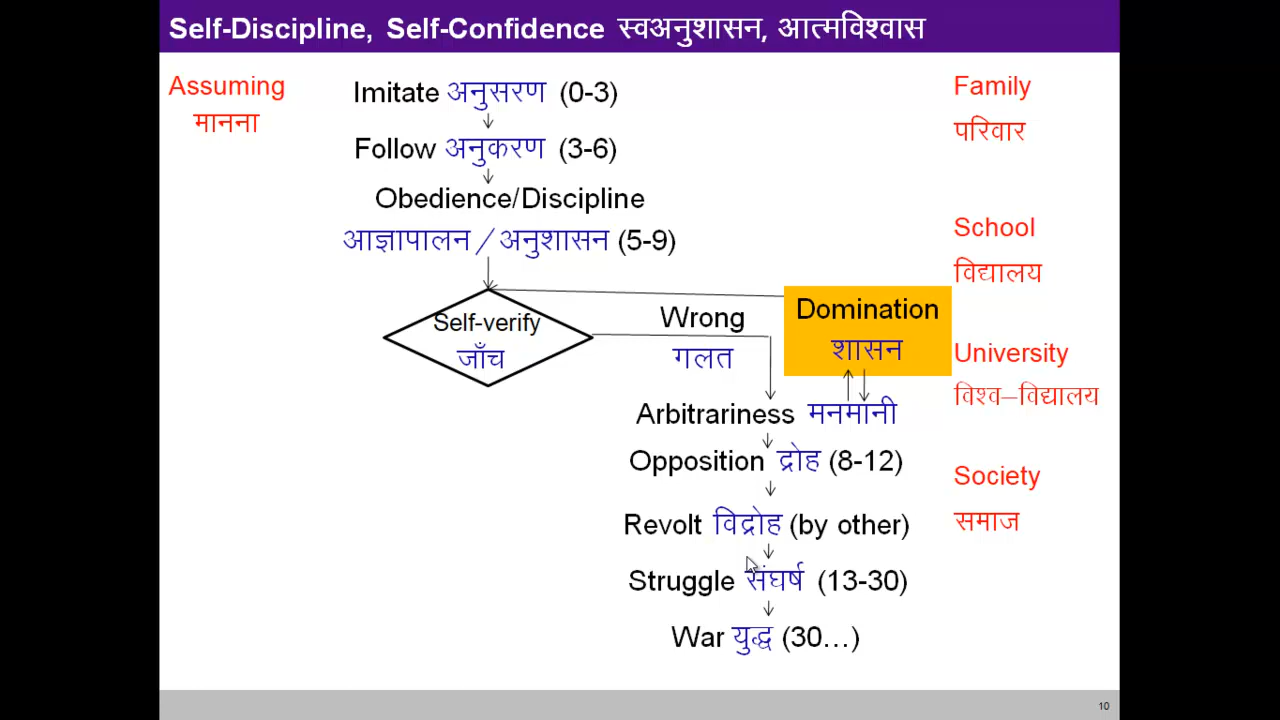 Self-Discipline, Self-Confidence स्वअनुशासन, आत्मविश्वास
Assuming
मानना
Imitate अनुसरण (0-3)
Follow अनुकरण (3-6)
Obedience/Discipline
आज्ञापालन / अनुशासन (5-9)
Self-verify
जाँच
Wrong
गलत
Domination
शासन
Arbitrariness मनमानी
Opposition द्रोह (8-12)
Revolt विद्रोह (by other)
Struggle संघर्ष (13-30)
War युद्ध (30...)
Family
परिवार
School
विद्यालय
University
विश्व–विद्यालय
Society
समाज
10